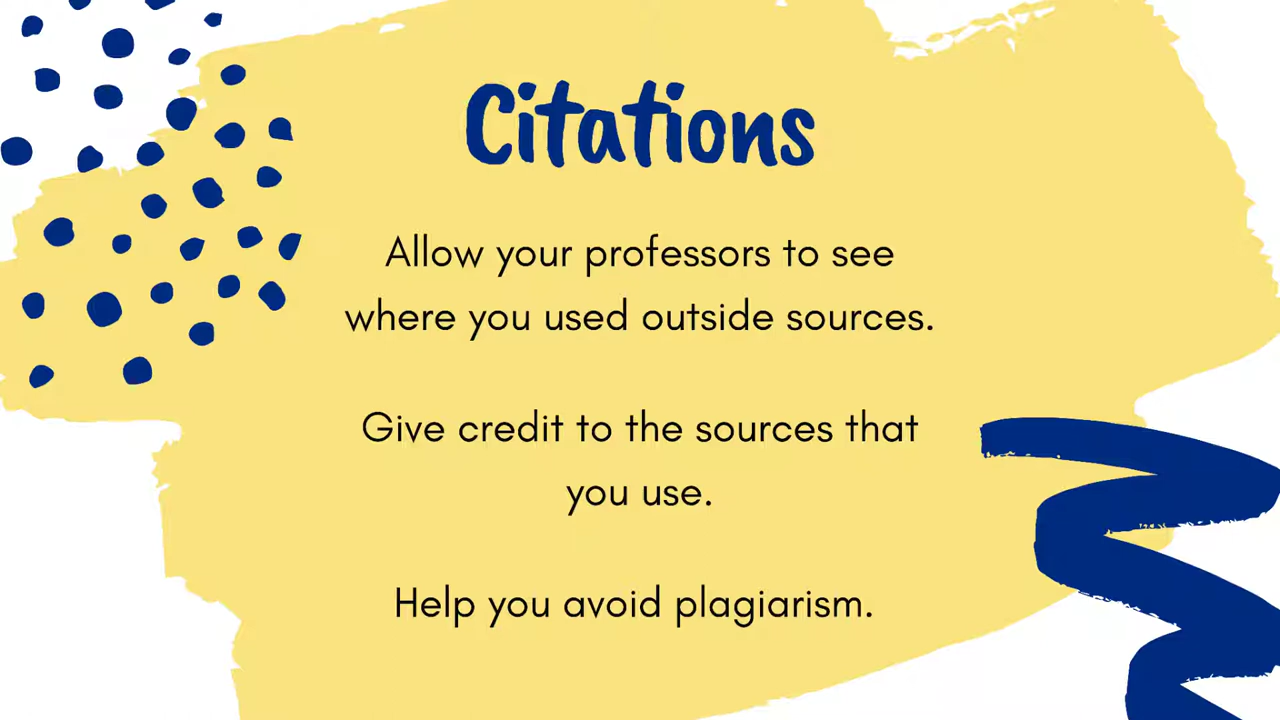 Citations
Allow your professors to see
where you used outside sources.
Give credit to the sources that
you use.
Help you avoid plagiarism.